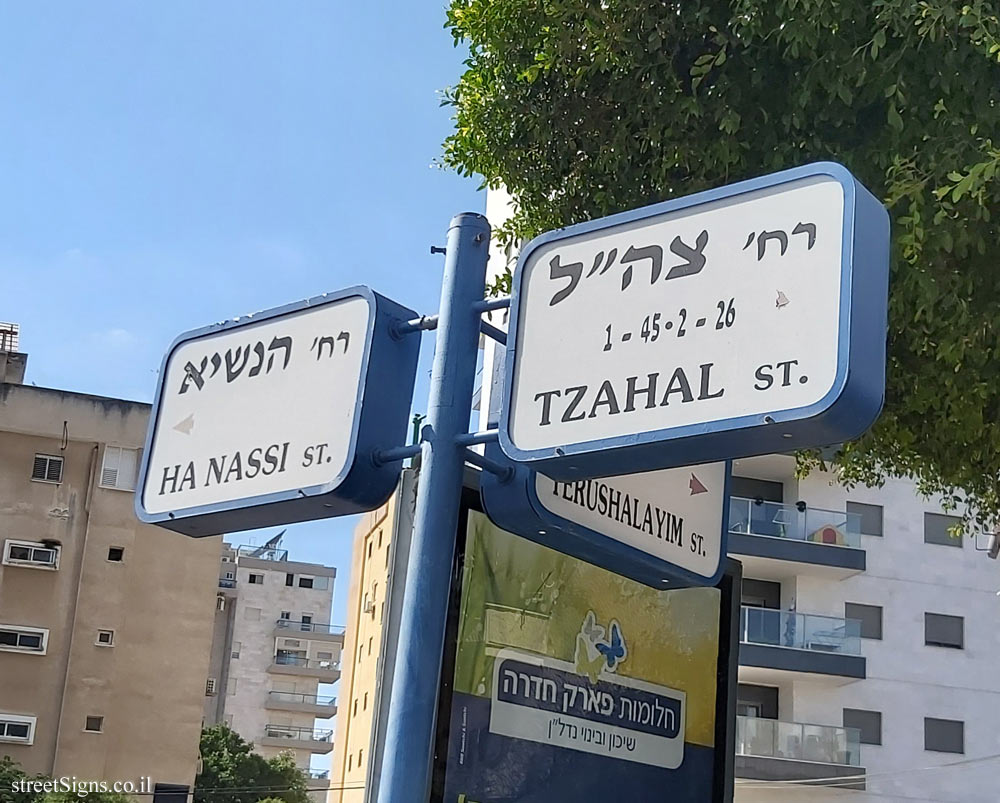 רח' הנשיא
HA NASSI ST.
רח' צה״ל
1 - 45 • 2 - 26
TZAHAL ST.
YERUSHALAYIM ST.
חלומות פארק חדרה
שיכון ובינוי נדל״ן
streetSigns.co.il